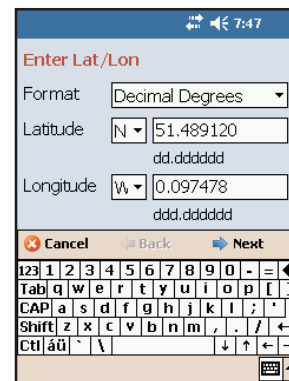 7:47
Enter Lat/Lon
Format Decimal Degrees
Latitude N 51.489120
dd.dddddd
Longitude W 0.097478
ddd.dddddd
Cancel Back Next
123 1 2 3 4 5 6 7 8 9 0 - =
Tab q w e r t y u i o p [ ]
CAP a s d f g h j k l ; '
Shift z x c v b n m , . /
Ctl áü ` \